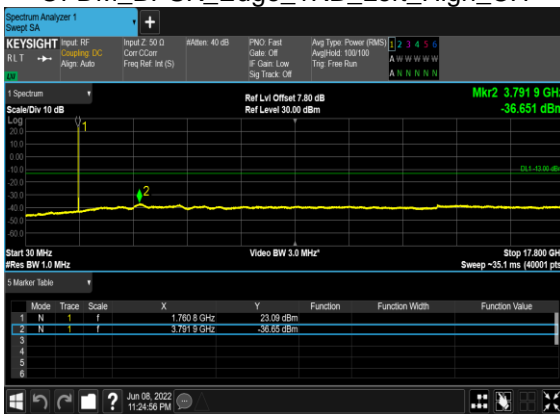 Spectrum Analyzer 1
Swept SA
KEYSIGHT
RLT
LV
Input: RF
Coupling: DC
Align: Auto
Input Z: 50 Ω
Corr CCorr
Freq Ref: Int (S)
#Atten: 40 dB
PNO: Fast
Gate: Off
IF Gain: Low
Sig Track: Off
Avg Type: Power (RMS)
Avg|Hold: 100/100
Trig: Free Run
1 2 3 4 5 6
A W W W W W
A N N N N N
1 Spectrum
Scale/Div 10 dB
Ref Lvl Offset 7.80 dB
Ref Level 30.00 dBm
Mkr2 3.791 9 GHz
-36.651 dBm
Log
20.0
10.0
0.00
-10.0
-20.0
-30.0
-40.0
-50.0
-60.0
1
2
DL1 -13.00 dBm
Start 30 MHz
#Res BW 1.0 MHz
Video BW 3.0 MHz*
Stop 17.800 GHz
Sweep ~35.1 ms (40001 pts)
5 Marker Table
Mode Trace Scale X Y Function Function Width Function Value
1 N 1 f 1.760 8 GHz 23.09 dBm
2 N 1 f 3.791 9 GHz -36.65 dBm
3
4
5
6
?
Jun 08, 2022
11:24:56 PM